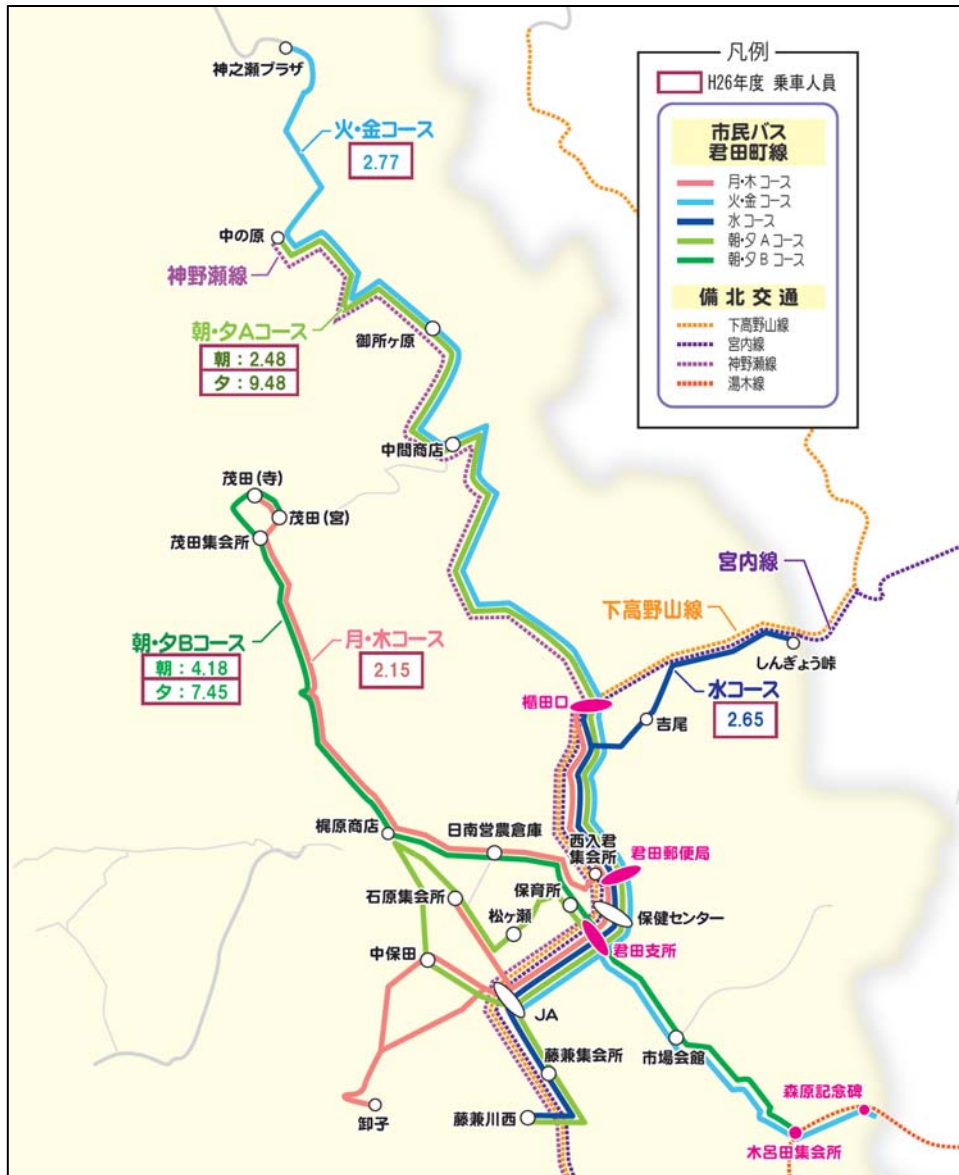 凡例
H26年度 乗車人員
市民バス
君田町線
月・木 コース
火・金 コース
水 コース
朝・夕 A コース
朝・夕 B コース
備北交通
下高野山線
宮内線
神野瀬線
湯木線
神之瀬プラザ
火・金コース
2.77
中の原
神野瀬線
朝・夕Aコース
朝：2.48
夕：9.48
御所ヶ原
中間商店
茂田(寺)
茂田(宮)
茂田集会所
宮内線
下高野山線
しんぎょう峠
朝・夕Bコース
朝：4.18
夕：7.45
月・木コース
2.15
櫃田口
水コース
2.65
吉尾
梶原商店
日南営農倉庫
西入君
集会所
君田郵便局
石原集会所
保育所
保健センター
松ヶ瀬
君田支所
中保田
JA
市場会館
藤兼集会所
森原記念碑
卸子
藤兼川西
木呂田集会所